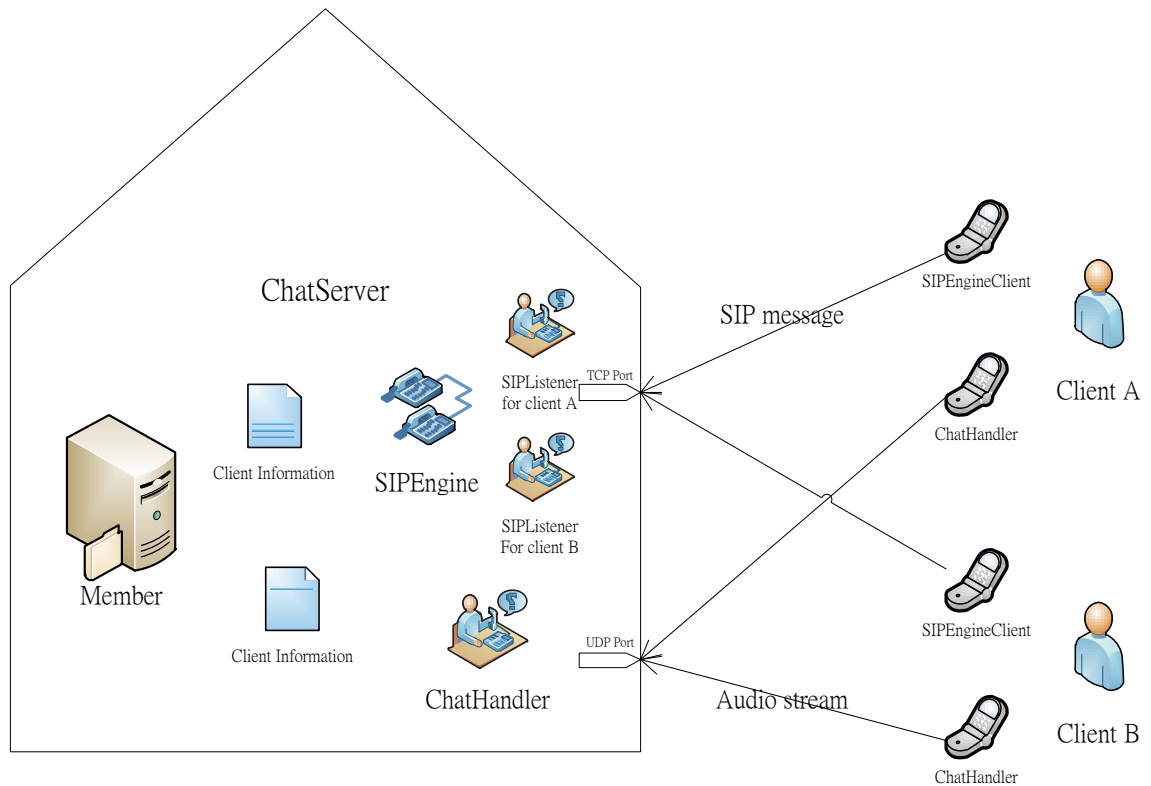 ChatServer
SIPListener
for client A
TCP Port
Client Information
SIPEngine
SIPListener
For client B
Member
Client Information
ChatHandler
UDP Port
SIP message
Audio stream
SIPEngineClient
Client A
ChatHandler
SIPEngineClient
Client B
ChatHandler